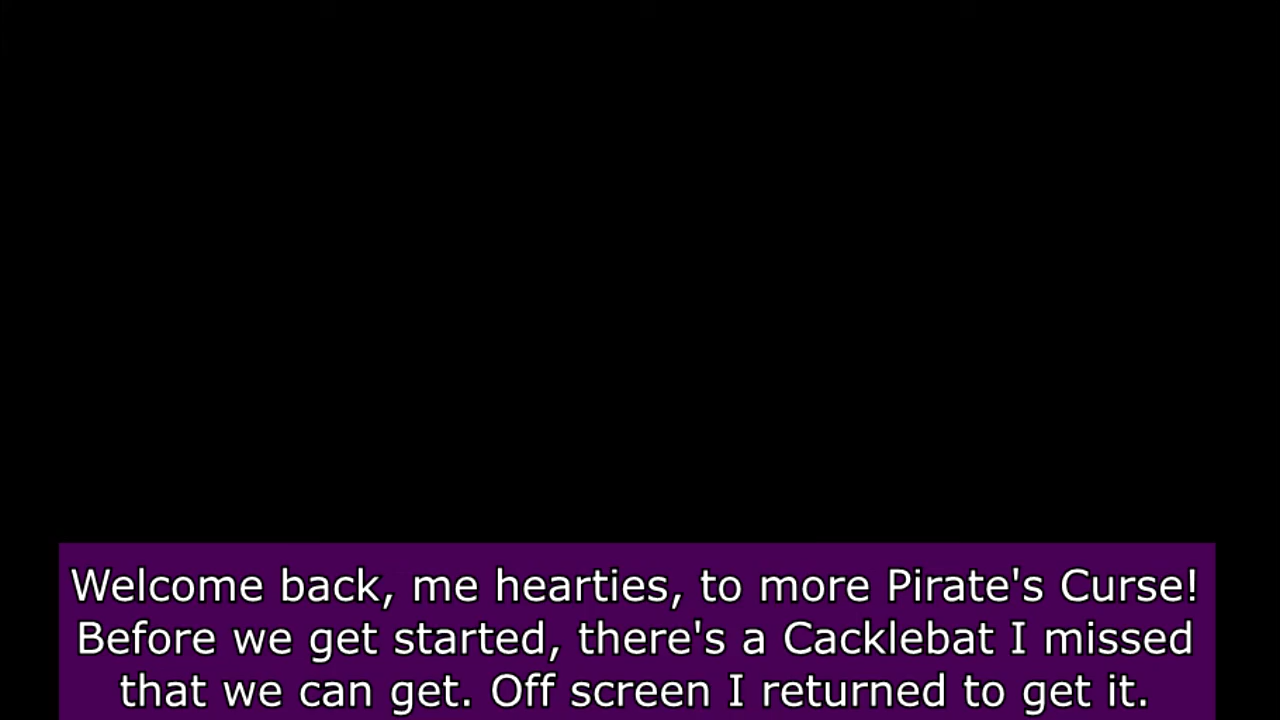 Welcome back, me hearties, to more Pirate's Curse!
Before we get started, there's a Cacklebat I missed
that we can get. Off screen I returned to get it.